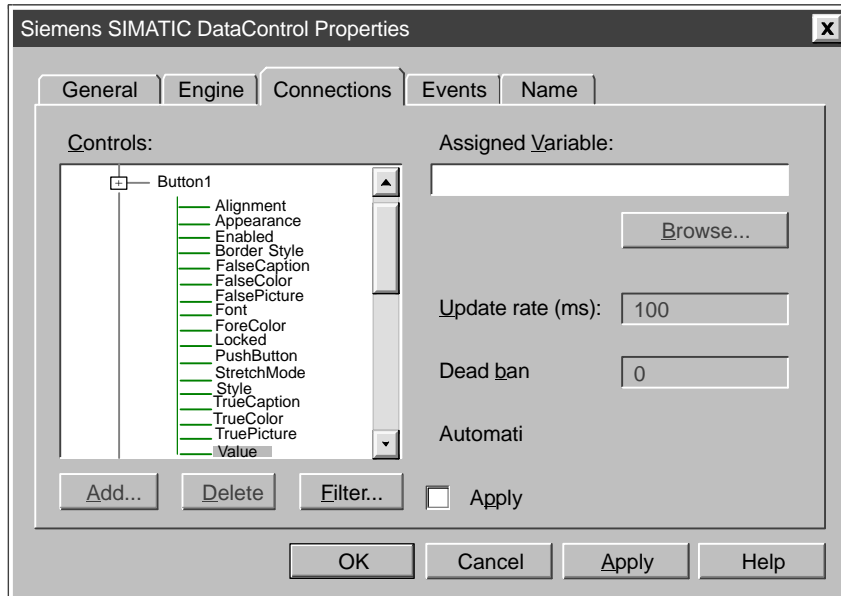 Siemens SIMATIC DataControl Properties
General Engine Connections Events Name
Controls:
Button1
Alignment
Appearance
Enabled
Border Style
FalseCaption
FalseColor
FalsePicture
Font
ForeColor
Locked
PushButton
StretchMode
Style
TrueCaption
TrueColor
TruePicture
Value
Add... Delete Filter...
Assigned Variable:
Browse...
Update rate (ms): 100
Dead ban 0
Automati
Apply
OK Cancel Apply Help